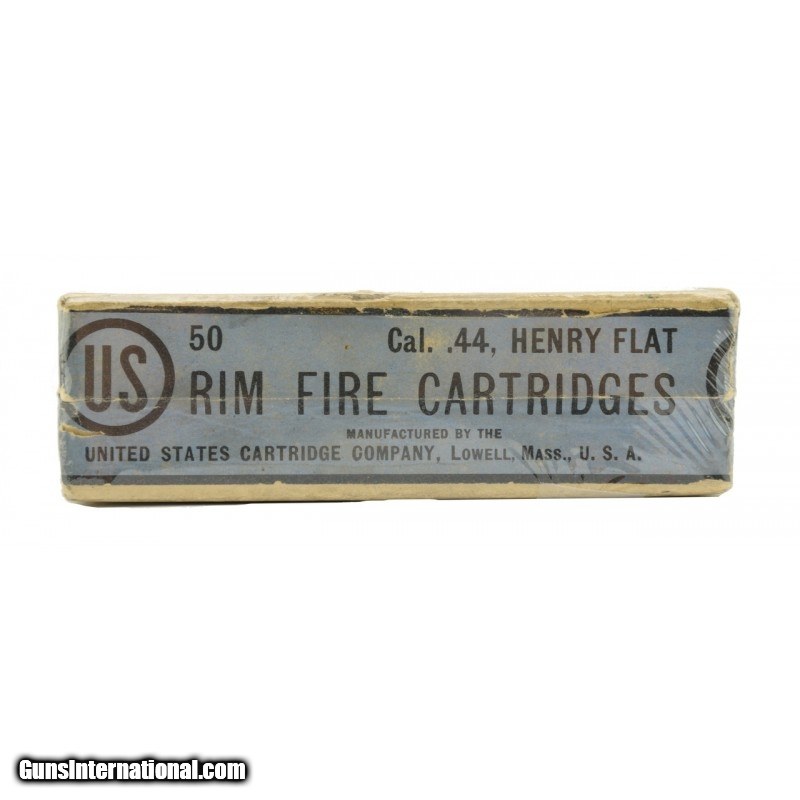 US
50 Cal. .44, HENRY FLAT
RIM FIRE CARTRIDGES
MANUFACTURED BY THE
UNITED STATES CARTRIDGE COMPANY, LOWELL, MASS., U. S. A.
GunsInternational.com